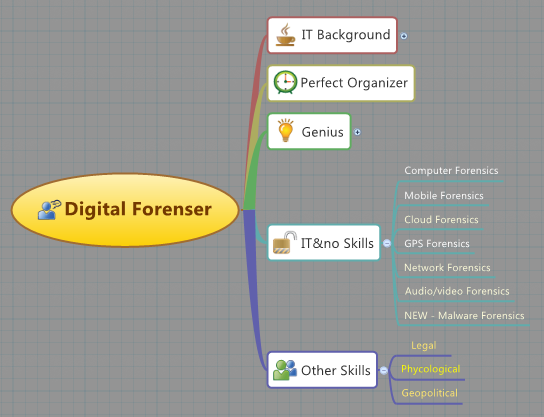 Digital Forenser
IT Background
Perfect Organizer
Genius
IT&no Skills
Computer Forensics
Mobile Forensics
Cloud Forensics
GPS Forensics
Network Forensics
Audio/video Forensics
NEW - Malware Forensics
Other Skills
Legal
Phycological
Geopolitical